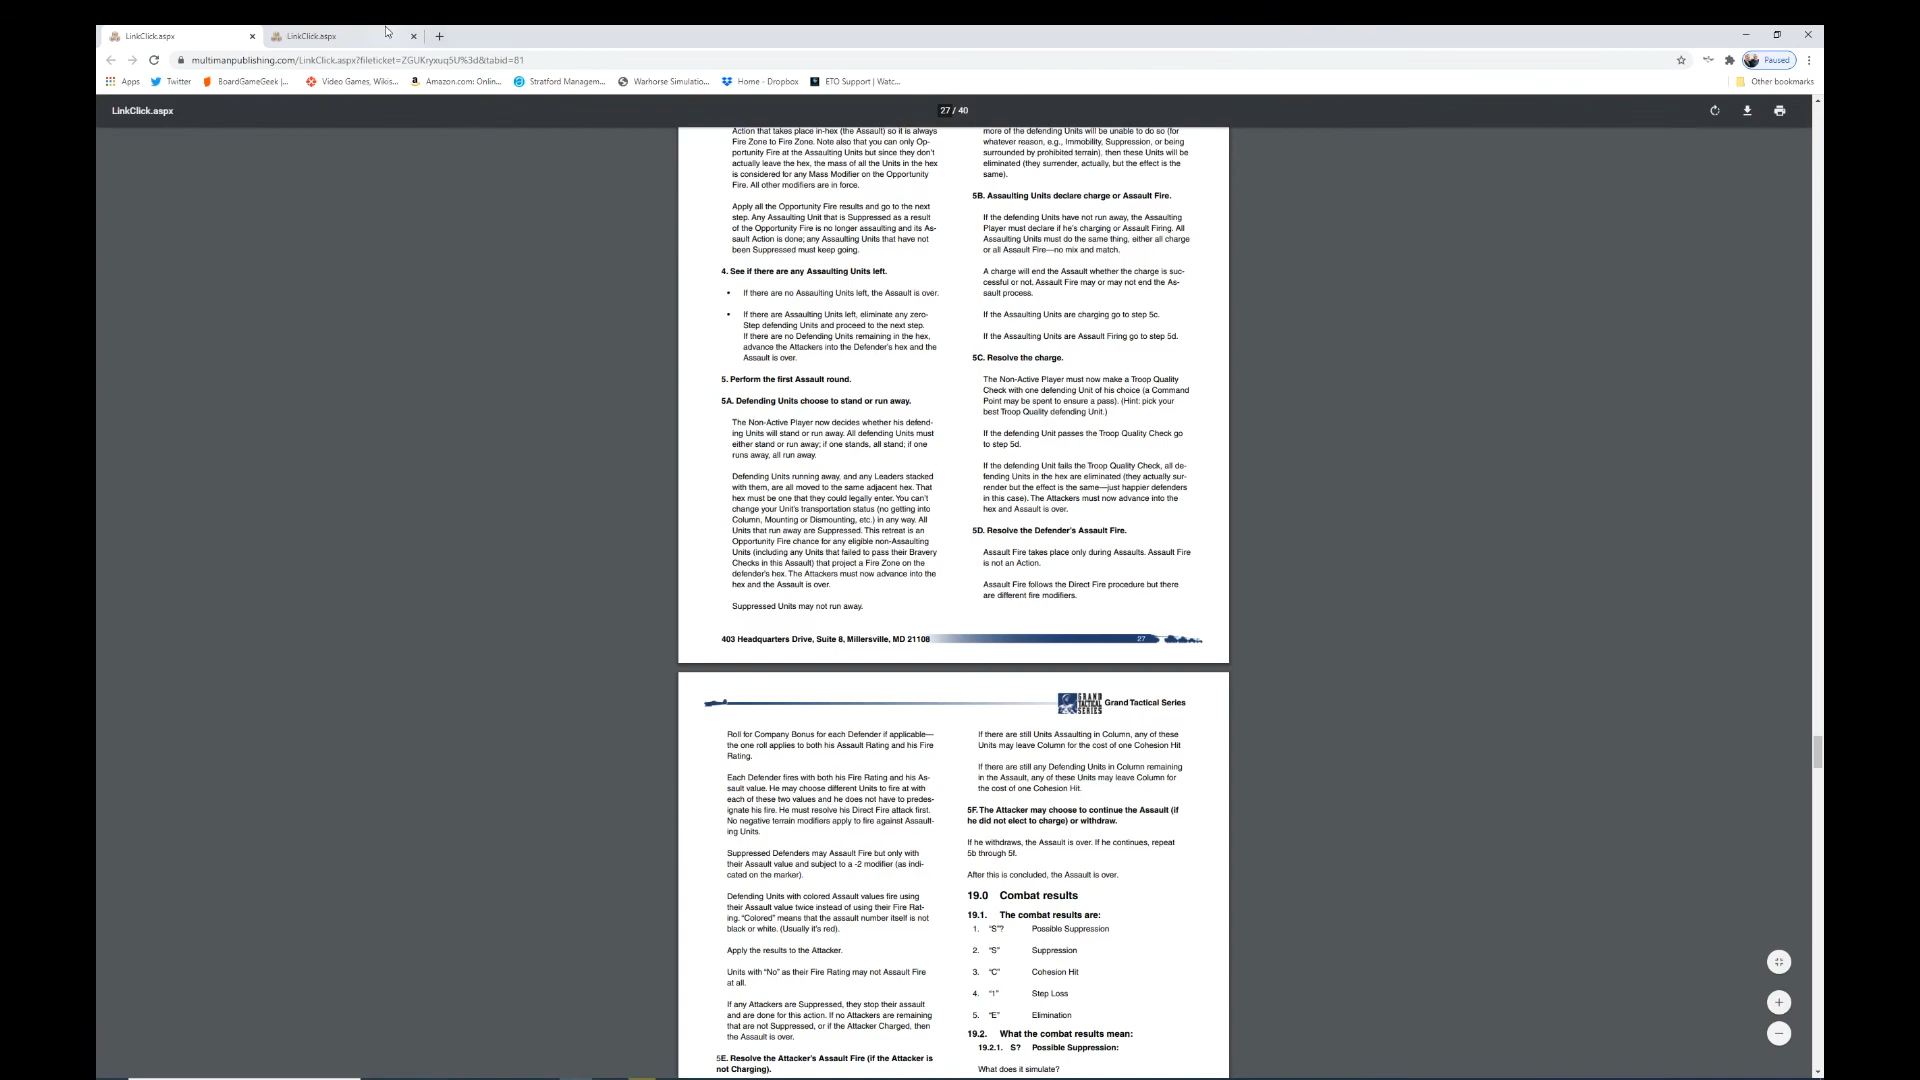 LinkClick.aspx
LinkClick.aspx
multimanpublishing.com/LinkClick.aspx?fileticket=ZGUKryxuq5U%3d&tabid=81
Paused
Apps
Twitter
BoardGameGeek |...
Video Games, Wikis...
Amazon.com: Onlin...
Stratford Managem...
Warhorse Simulatio...
Home - Dropbox
ETO Support | Watc...
Other bookmarks
LinkClick.aspx
27 / 40
Action that takes place in-hex (the Assault) so it is always
Fire Zone to Fire Zone. Note also that you can only Op-
portunity Fire at the Assaulting Units but since they don't
actually leave the hex, the mass of all the Units in the hex
is considered for any Mass Modifier on the Opportunity
Fire. All other modifiers are in force.
Apply all the Opportunity Fire results and go to the next
step. Any Assaulting Unit that is Suppressed as a result
of the Opportunity Fire is no longer assaulting and its As-
sault Action is done; any Assaulting Units that have not
been Suppressed must keep going.
4. See if there are any Assaulting Units left.
• If there are no Assaulting Units left, the Assault is over.
• If there are Assaulting Units left, eliminate any zero-
Step defending Units and proceed to the next step.
If there are no Defending Units remaining in the hex,
advance the Attackers into the Defender's hex and the
Assault is over.
5. Perform the first Assault round.
5A. Defending Units choose to stand or run away.
The Non-Active Player now decides whether his defend-
ing Units will stand or run away. All defending Units must
either stand or run away; if one stands, all stand; if one
runs away, all run away.
Defending Units running away, and any Leaders stacked
with them, are all moved to the same adjacent hex. That
hex must be one that they could legally enter. You can't
change your Unit's transportation status (no getting into
Column, Mounting or Dismounting, etc.) in any way. All
Units that run away are Suppressed. This retreat is an
Opportunity Fire chance for any eligible non-Assaulting
Units (including any Units that failed to pass their Bravery
Checks in this Assault) that project a Fire Zone on the
defender's hex. The Attackers must now advance into the
hex and the Assault is over.
Suppressed Units may not run away.
more of the defending Units will be unable to do so (for
whatever reason, e.g., Immobility, Suppression, or being
surrounded by prohibited terrain), then these Units will be
eliminated (they surrender, actually, but the effect is the
same).
5B. Assaulting Units declare charge or Assault Fire.
If the defending Units have not run away, the Assaulting
Player must declare if he's charging or Assault Firing. All
Assaulting Units must do the same thing, either all charge
or all Assault Fire—no mix and match.
A charge will end the Assault whether the charge is suc-
cessful or not. Assault Fire may or may not end the As-
sault process.
If the Assaulting Units are charging go to step 5c.
If the Assaulting Units are Assault Firing go to step 5d.
5C. Resolve the charge.
The Non-Active Player must now make a Troop Quality
Check with one defending Unit of his choice (a Command
Point may be spent to ensure a pass). (Hint: pick your
best Troop Quality defending Unit.)
If the defending Unit passes the Troop Quality Check go
to step 5d.
If the defending Unit fails the Troop Quality Check, all de-
fending Units in the hex are eliminated (they actually sur-
render but the effect is the same—just happier defenders
in this case). The Attackers must now advance into the
hex and Assault is over.
5D. Resolve the Defender's Assault Fire.
Assault Fire takes place only during Assaults. Assault Fire
is not an Action.
Assault Fire follows the Direct Fire procedure but there
are different fire modifiers.
403 Headquarters Drive, Suite 8, Millersville, MD 21108
27
GRAND
TACTICAL
SERIES
Grand Tactical Series
Roll for Company Bonus for each Defender if applicable—
the one roll applies to both his Assault Rating and his Fire
Rating.
Each Defender fires with both his Fire Rating and his As-
sault value. He may choose different Units to fire at with
each of these two values and he does not have to predes-
ignate his fire. He must resolve his Direct Fire attack first.
No negative terrain modifiers apply to fire against Assault-
ing Units.
Suppressed Defenders may Assault Fire but only with
their Assault value and subject to a -2 modifier (as indi-
cated on the marker).
Defending Units with colored Assault values fire using
their Assault value twice instead of using their Fire Rat-
ing. "Colored" means that the assault number itself is not
black or white. (Usually it's red).
Apply the results to the Attacker.
Units with "No" as their Fire Rating may not Assault Fire
at all.
If any Attackers are Suppressed, they stop their assault
and are done for this action. If no Attackers are remaining
that are not Suppressed, or if the Attacker Charged, then
the Assault is over.
5E. Resolve the Attacker's Assault Fire (if the Attacker is
not Charging).
If there are still Units Assaulting in Column, any of these
Units may leave Column for the cost of one Cohesion Hit
If there are still any Defending Units in Column remaining
in the Assault, any of these Units may leave Column for
the cost of one Cohesion Hit.
5F. The Attacker may choose to continue the Assault (if
he did not elect to charge) or withdraw.
If he withdraws, the Assault is over. If he continues, repeat
5b through 5f.
After this is concluded, the Assault is over.
19.0 Combat results
19.1. The combat results are:
1. "S"? Possible Suppression
2. "S" Suppression
3. "C" Cohesion Hit
4. "1" Step Loss
5. "E" Elimination
19.2. What the combat results mean:
19.2.1. S? Possible Suppression:
What does it simulate?